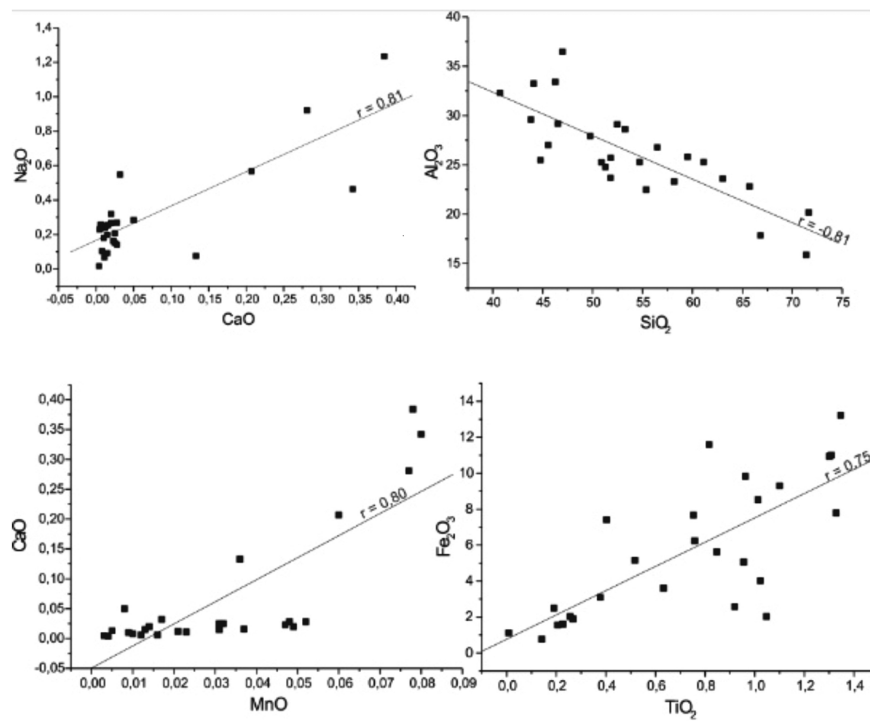 1,4
1,2
1,0
0,8
0,6
0,4
0,2
0,0
Na2O
r = 0,81
-0,05 0,00 0,05 0,10 0,15 0,20 0,25 0,30 0,35 0,40
CaO
40
35
30
25
20
15
Al2O3
r = -0,81
40 45 50 55 60 65 70 75
SiO2
0,40
0,35
0,30
0,25
0,20
0,15
0,10
0,05
0,00
-0,05
CaO
r = 0,80
0,00 0,01 0,02 0,03 0,04 0,05 0,06 0,07 0,08 0,09
MnO
14
12
10
8
6
4
2
0
Fe2O3
r = 0,75
0,0 0,2 0,4 0,6 0,8 1,0 1,2 1,4
TiO2